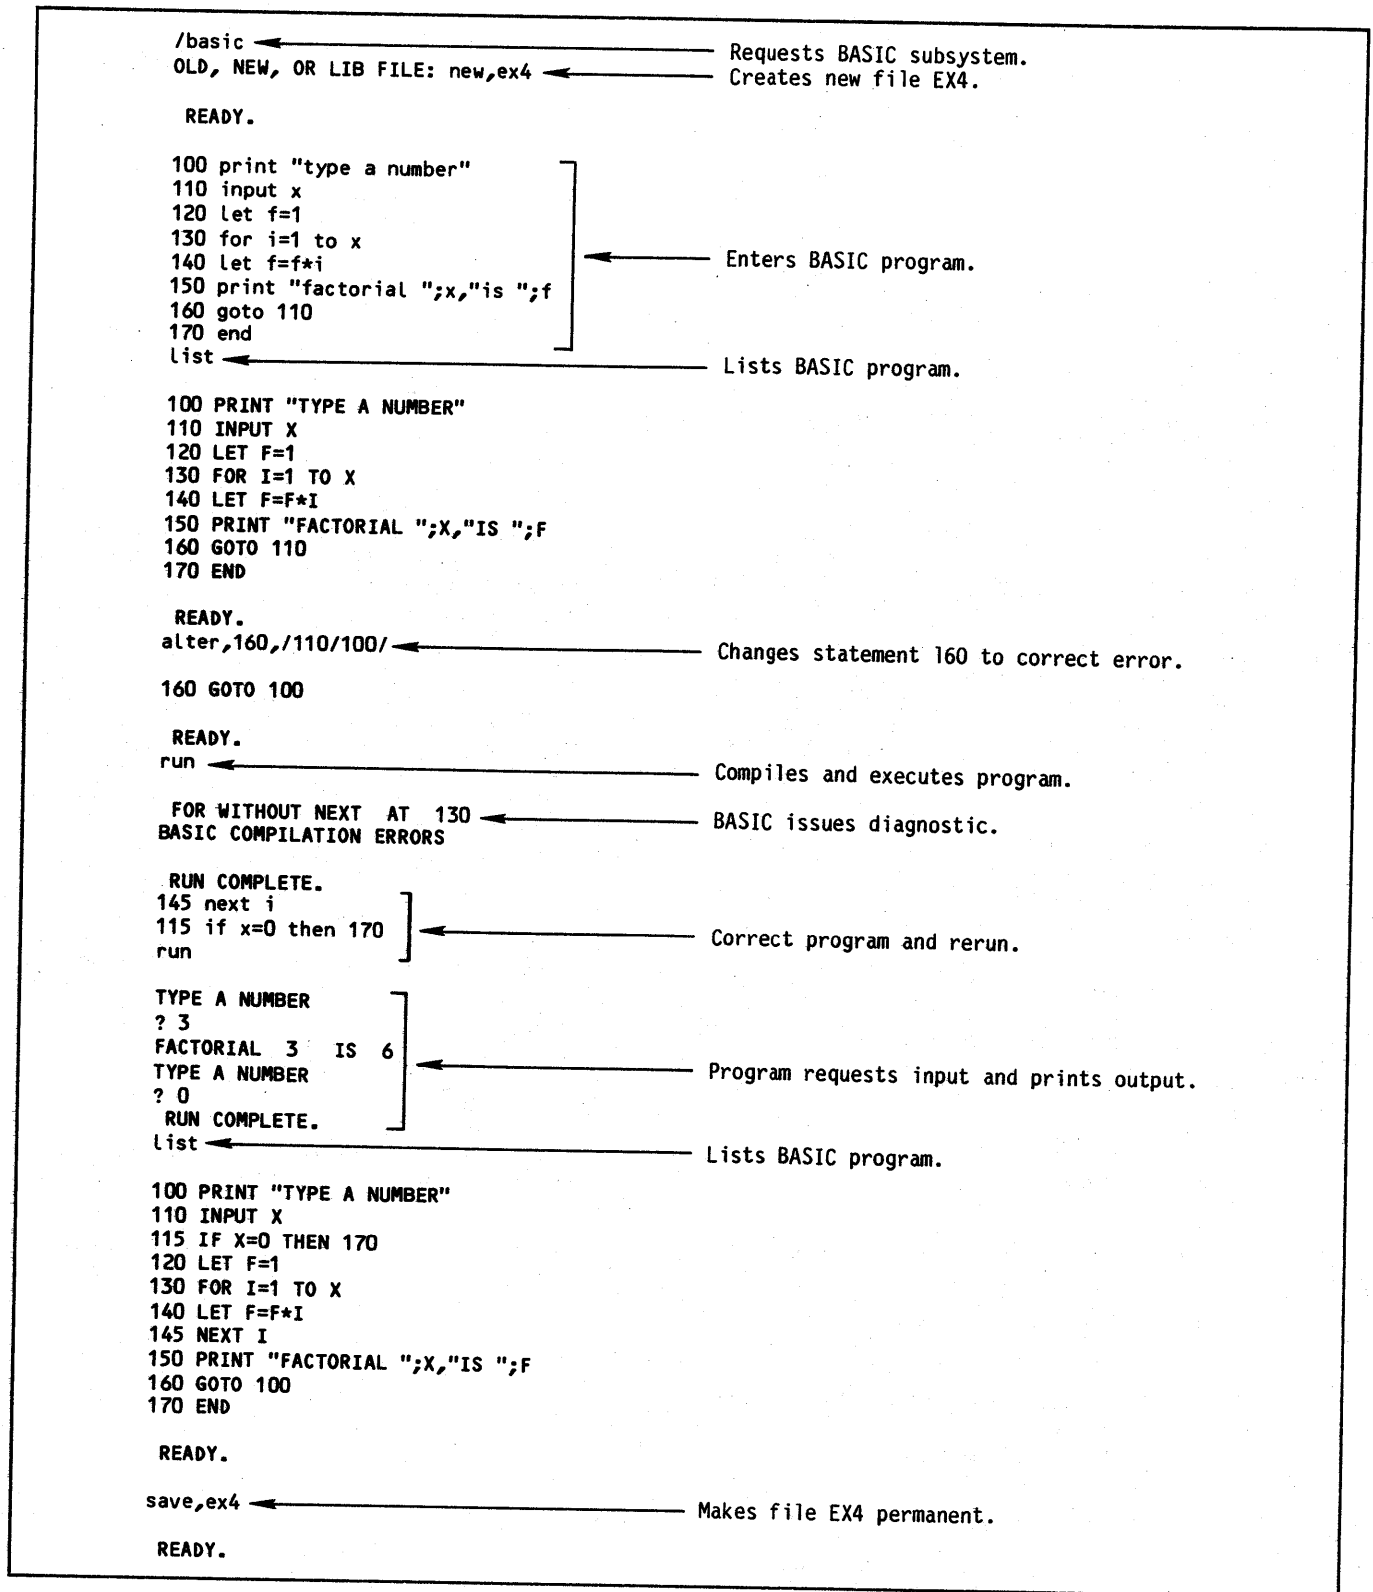 /basic Requests BASIC subsystem.
OLD, NEW, OR LIB FILE: new,ex4 Creates new file EX4.
READY.
100 print "type a number"
110 input x
120 let f=1
130 for i=1 to x
140 let f=f*i Enters BASIC program.
150 print "factorial ";x,"is ";f
160 goto 110
170 end
list Lists BASIC program.
100 PRINT "TYPE A NUMBER"
110 INPUT X
120 LET F=1
130 FOR I=1 TO X
140 LET F=F*I
150 PRINT "FACTORIAL ";X,"IS ";F
160 GOTO 110
170 END
READY.
alter,160,/110/100/ Changes statement 160 to correct error.
160 GOTO 100
READY.
run Compiles and executes program.
FOR WITHOUT NEXT AT 130 BASIC issues diagnostic.
BASIC COMPILATION ERRORS
RUN COMPLETE.
145 next i
115 if x=0 then 170 Correct program and rerun.
run
TYPE A NUMBER
? 3
FACTORIAL 3 IS 6
TYPE A NUMBER Program requests input and prints output.
? 0
RUN COMPLETE.
list Lists BASIC program.
100 PRINT "TYPE A NUMBER"
110 INPUT X
115 IF X=0 THEN 170
120 LET F=1
130 FOR I=1 TO X
140 LET F=F*I
145 NEXT I
150 PRINT "FACTORIAL ";X,"IS ";F
160 GOTO 100
170 END
READY.
save,ex4 Makes file EX4 permanent.
READY.